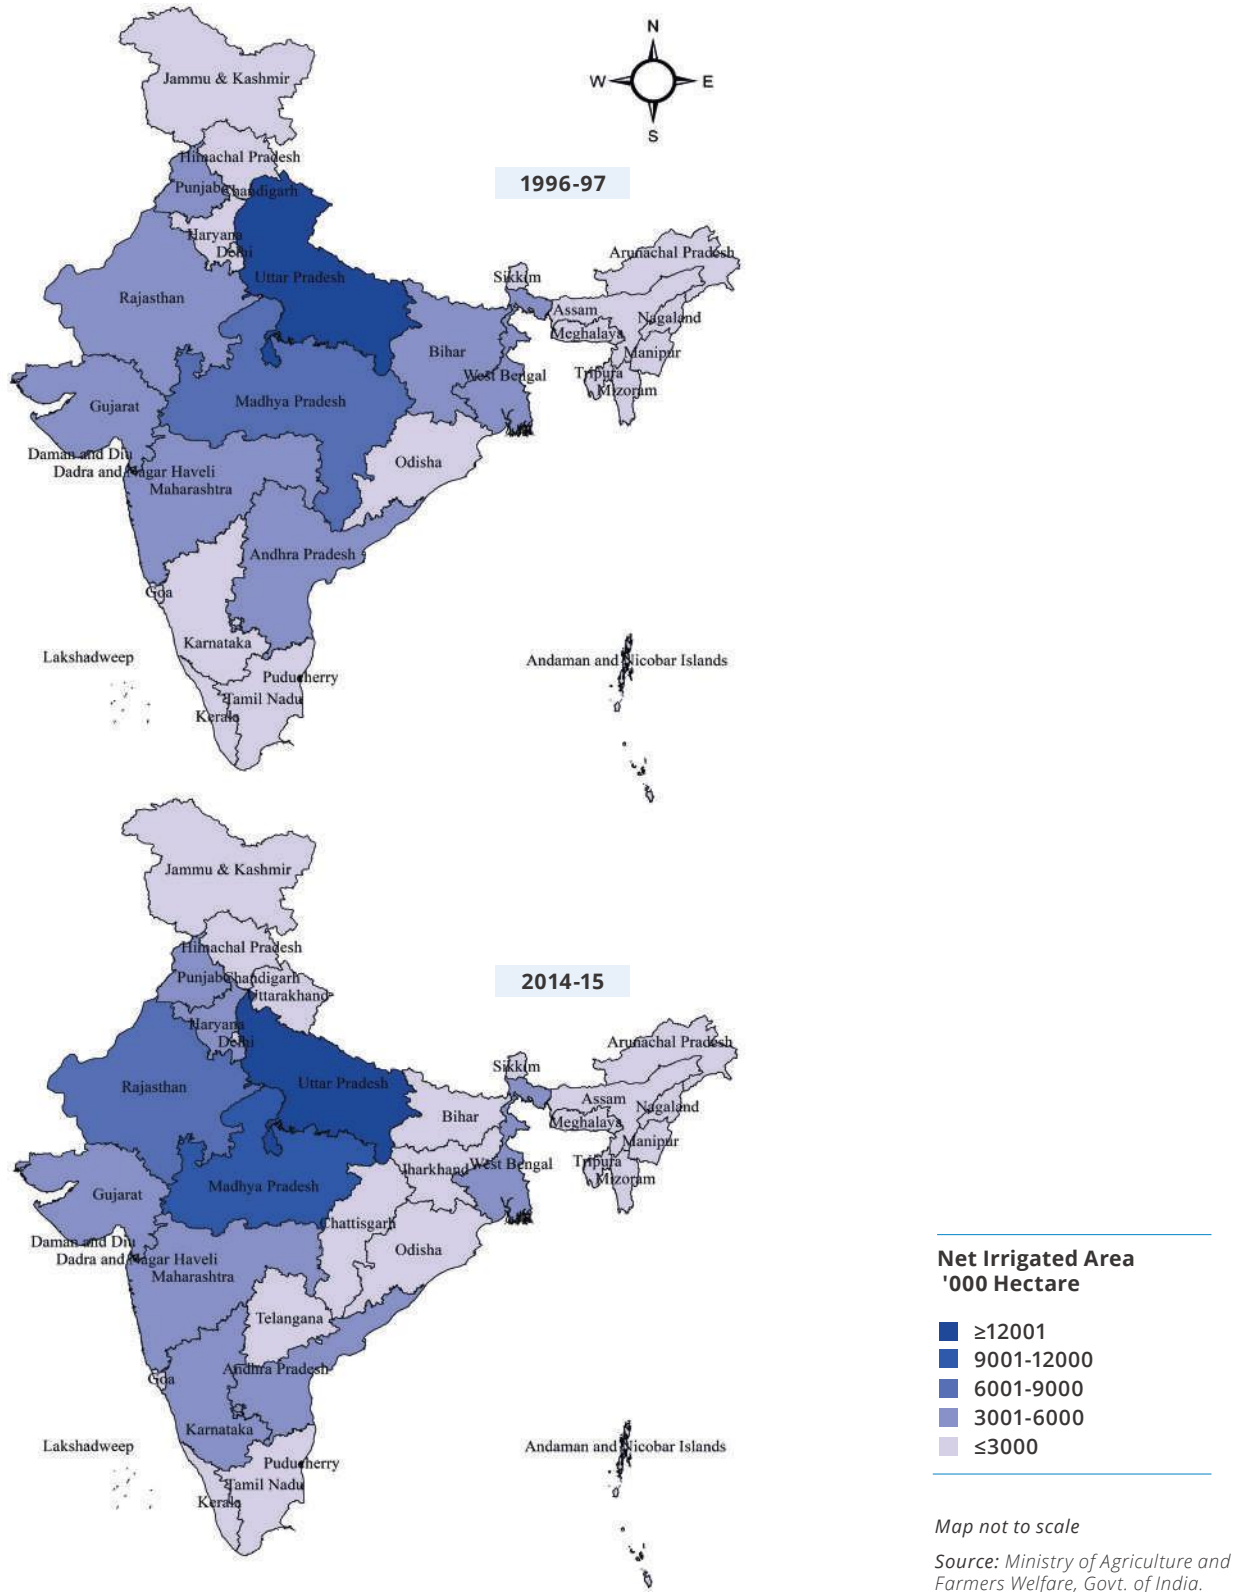 N
W E
S
1996-97
Jammu & Kashmir
Himachal Pradesh
Punjab
Chandigarh
Haryana
Delhi
Uttar Pradesh
Rajasthan
Sikkim
Arunachal Pradesh
Assam
Nagaland
Meghalaya
Manipur
Tripura
Mizoram
Bihar
West Bengal
Gujarat
Madhya Pradesh
Daman and Diu
Dadra and Nagar Haveli
Maharashtra
Odisha
Andhra Pradesh
Goa
Karnataka
Lakshadweep
Puducherry
Tamil Nadu
Kerala
Andaman and Nicobar Islands
2014-15
Jammu & Kashmir
Himachal Pradesh
Punjab
Chandigarh
Uttarakhand
Haryana
Delhi
Uttar Pradesh
Rajasthan
Sikkim
Arunachal Pradesh
Assam
Nagaland
Meghalaya
Manipur
Tripura
Mizoram
Bihar
Jharkhand
West Bengal
Gujarat
Madhya Pradesh
Chattisgarh
Daman and Diu
Dadra and Nagar Haveli
Maharashtra
Odisha
Telangana
Andhra Pradesh
Goa
Karnataka
Lakshadweep
Puducherry
Tamil Nadu
Kerala
Andaman and Nicobar Islands
Net Irrigated Area
'000 Hectare
≥12001
9001-12000
6001-9000
3001-6000
≤3000
Map not to scale
Source: Ministry of Agriculture and
Farmers Welfare, Govt. of India.